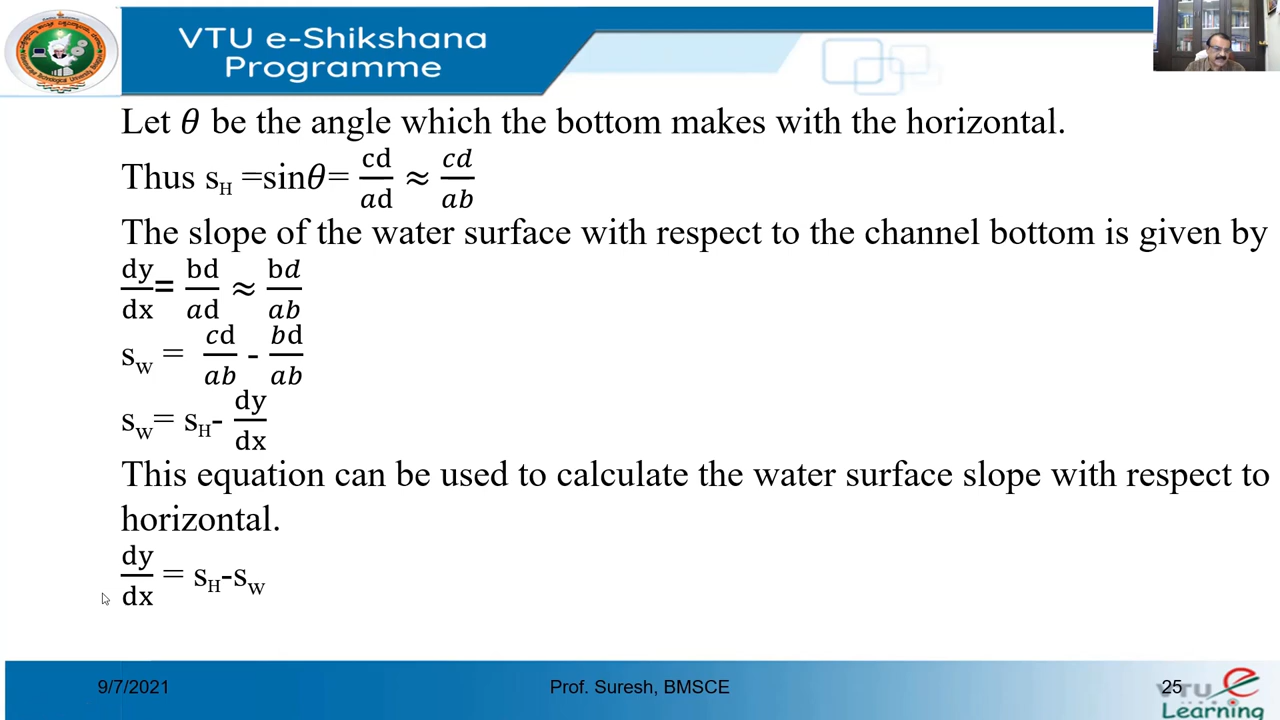 VTU e-Shikshana
Programme
Let θ be the angle which the bottom makes with the horizontal.
Thus s_H =sinθ= cd/ad ≈ cd/ab
The slope of the water surface with respect to the channel bottom is given by
dy/dx = bd/ad ≈ bd/ab
s_w = cd/ab - bd/ab
s_w= s_H- dy/dx
This equation can be used to calculate the water surface slope with respect to
horizontal.
dy/dx = s_H-s_w
9/7/2021
Prof. Suresh, BMSCE
25
VTU e
Learning